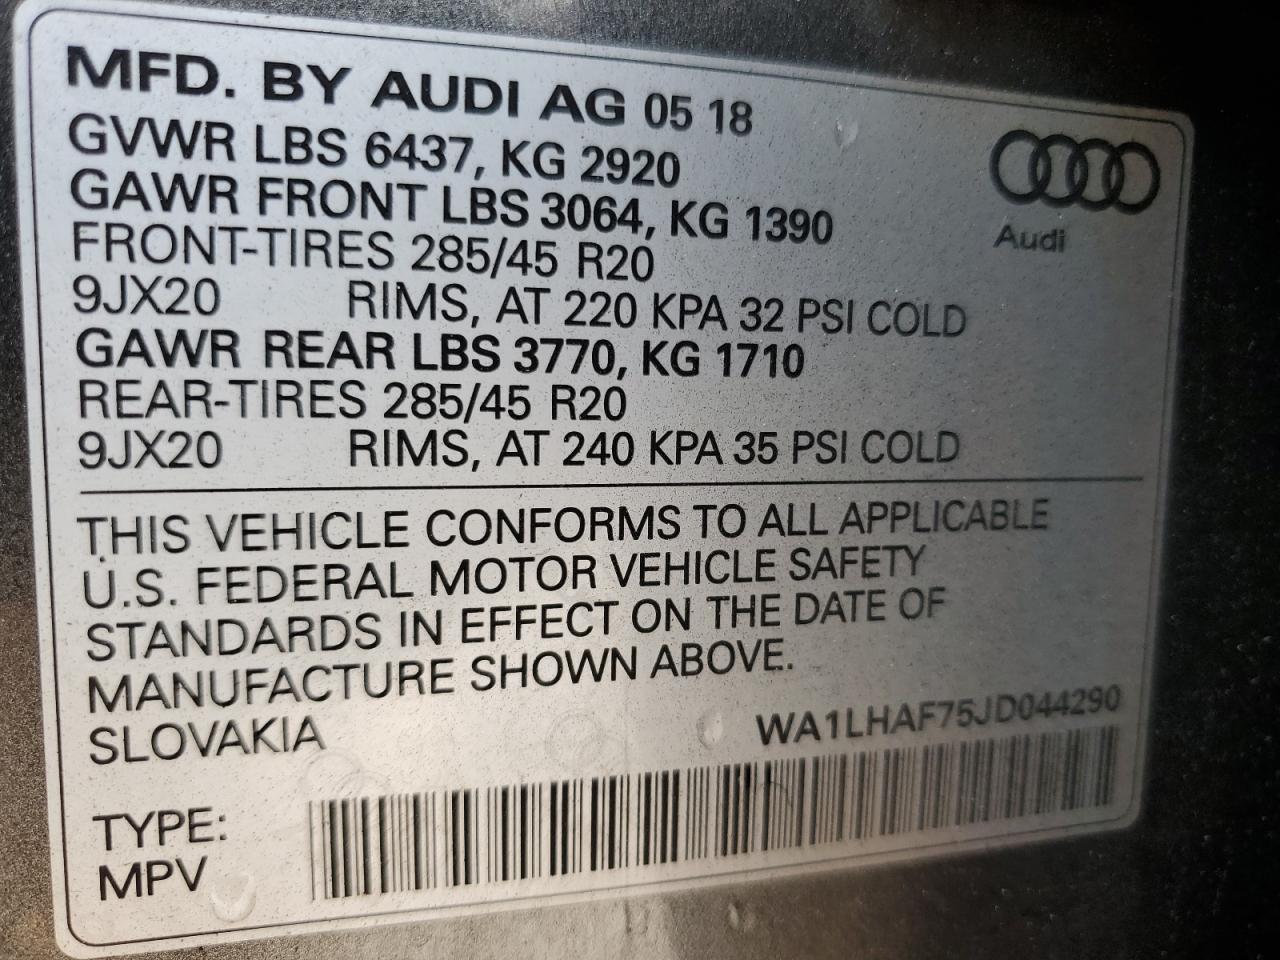 MFD. BY AUDI AG 05 18
GVWR LBS 6437, KG 2920
GAWR FRONT LBS 3064, KG 1390
FRONT-TIRES 285/45 R20
9JX20 RIMS, AT 220 KPA 32 PSI COLD
GAWR REAR LBS 3770, KG 1710
REAR-TIRES 285/45 R20
9JX20 RIMS, AT 240 KPA 35 PSI COLD
Audi
THIS VEHICLE CONFORMS TO ALL APPLICABLE
U.S. FEDERAL MOTOR VEHICLE SAFETY
STANDARDS IN EFFECT ON THE DATE OF
MANUFACTURE SHOWN ABOVE.
SLOVAKIA
WA1LHAF75JD044290
TYPE:
MPV